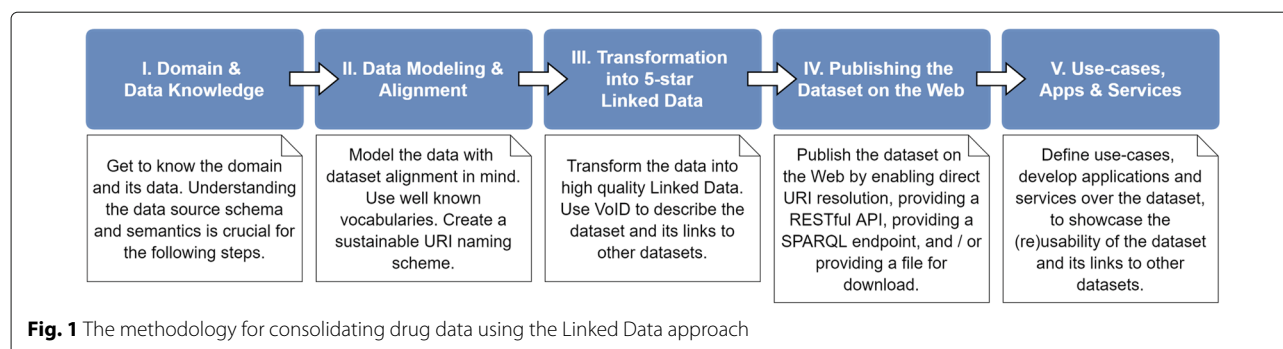 I. Domain &
Data Knowledge
II. Data Modeling &
Alignment
III. Transformation
into 5-star
Linked Data
IV. Publishing the
Dataset on the Web
V. Use-cases,
Apps & Services
Get to know the domain
and its data. Understanding
the data source schema
and semantics is crucial for
the following steps.
Model the data with
dataset alignment in mind.
Use well known
vocabularies. Create a
sustainable URI naming
scheme.
Transform the data into
high quality Linked Data.
Use VoID to describe the
dataset and its links to
other datasets.
Publish the dataset on
the Web by enabling direct
URI resolution, providing a
RESTful API, providing a
SPARQL endpoint, and / or
providing a file for
download.
Define use-cases,
develop applications and
services over the dataset,
to showcase the
(re)usability of the dataset
and its links to other
datasets.
Fig. 1 The methodology for consolidating drug data using the Linked Data approach